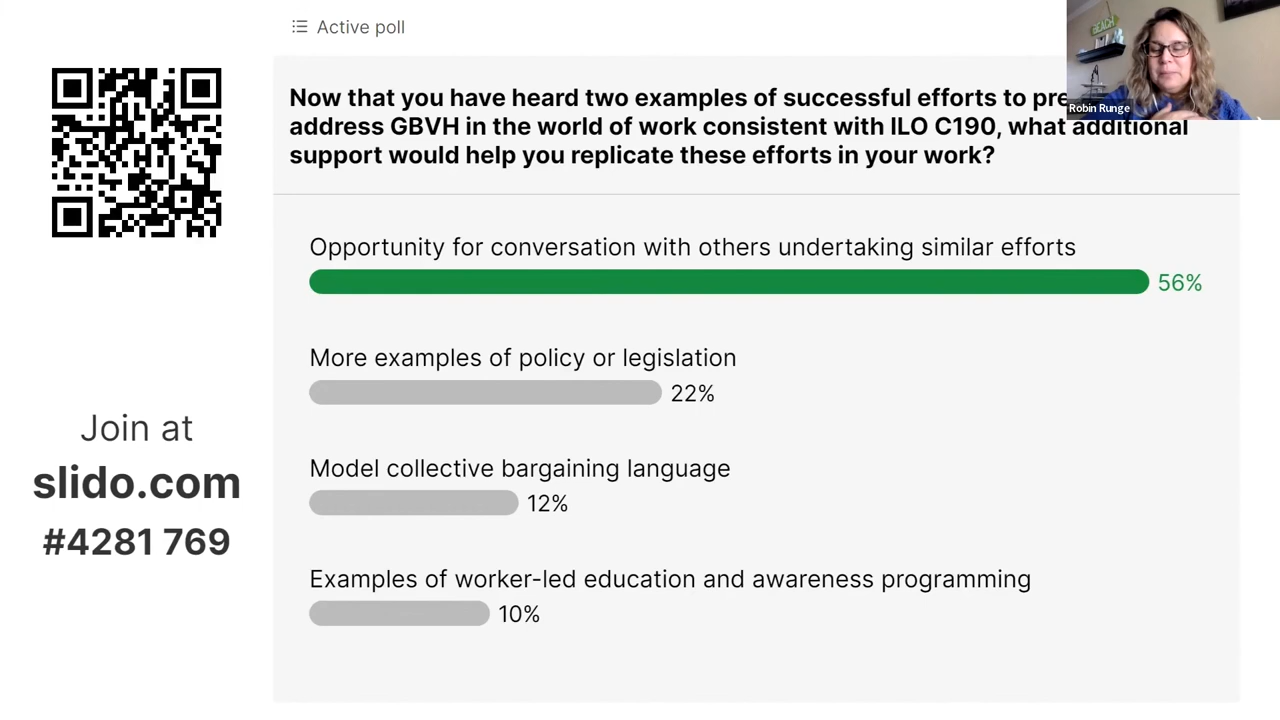 Active poll
Now that you have heard two examples of successful efforts to pre
address GBVH in the world of work consistent with ILO C190, what additional
support would help you replicate these efforts in your work?
BEACH
Robin Runge
Opportunity for conversation with others undertaking similar efforts
56%
More examples of policy or legislation
22%
Model collective bargaining language
12%
Examples of worker-led education and awareness programming
10%
Join at
slido.com
#4281 769